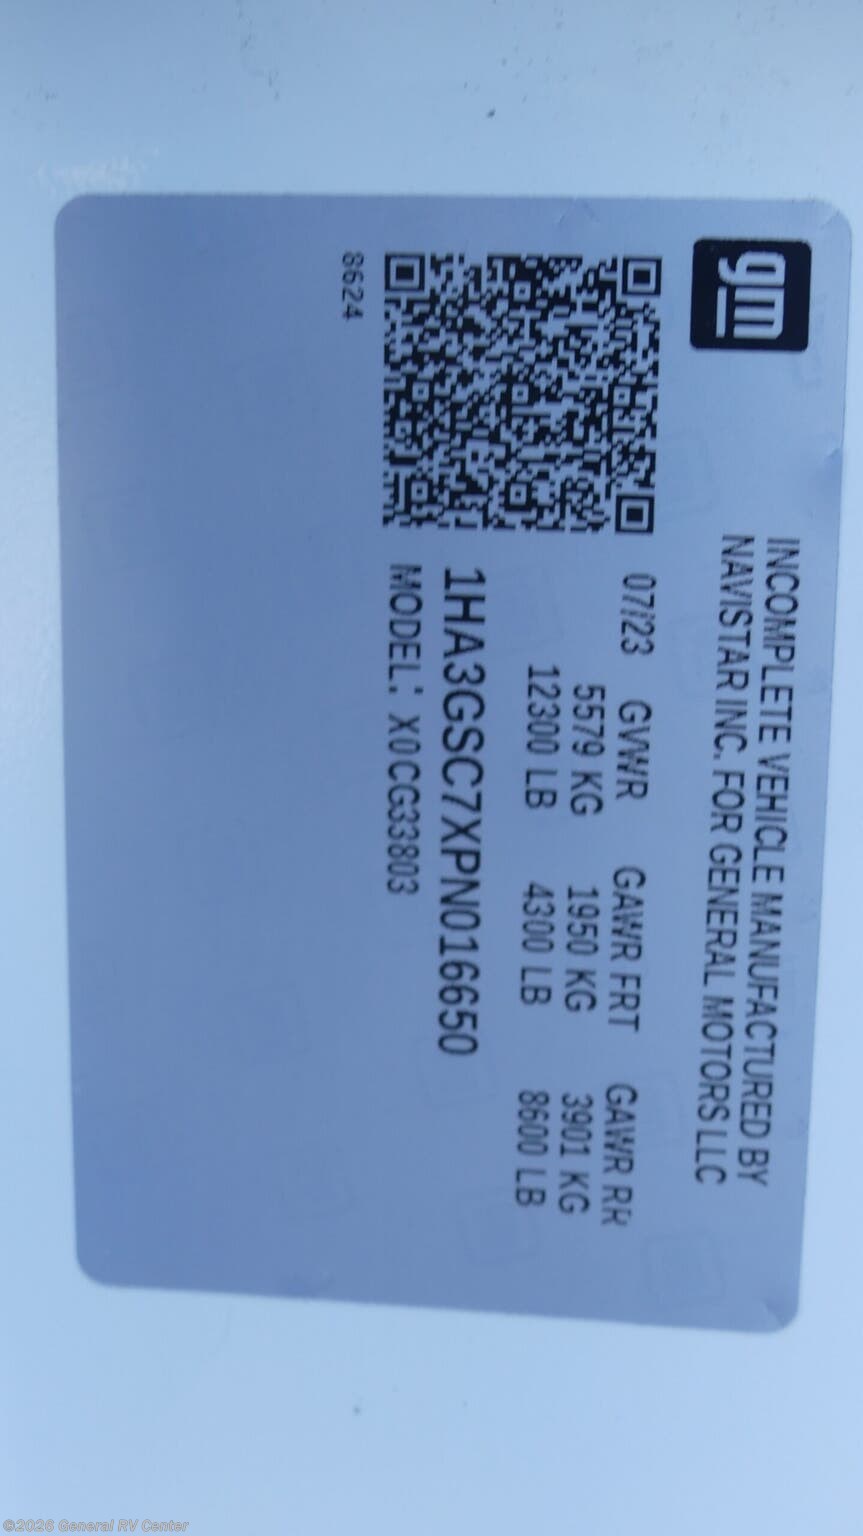 gm
INCOMPLETE VEHICLE MANUFACTURED BY
NAVISTAR INC. FOR GENERAL MOTORS LLC
07/23 GVWR GAWR FRT GAWR RR
5579 KG 1950 KG 3901 KG
12300 LB 4300 LB 8600 LB
1HA3GSC7XPN016650
MODEL: X0CG33803
8624
©2026 General RV Center